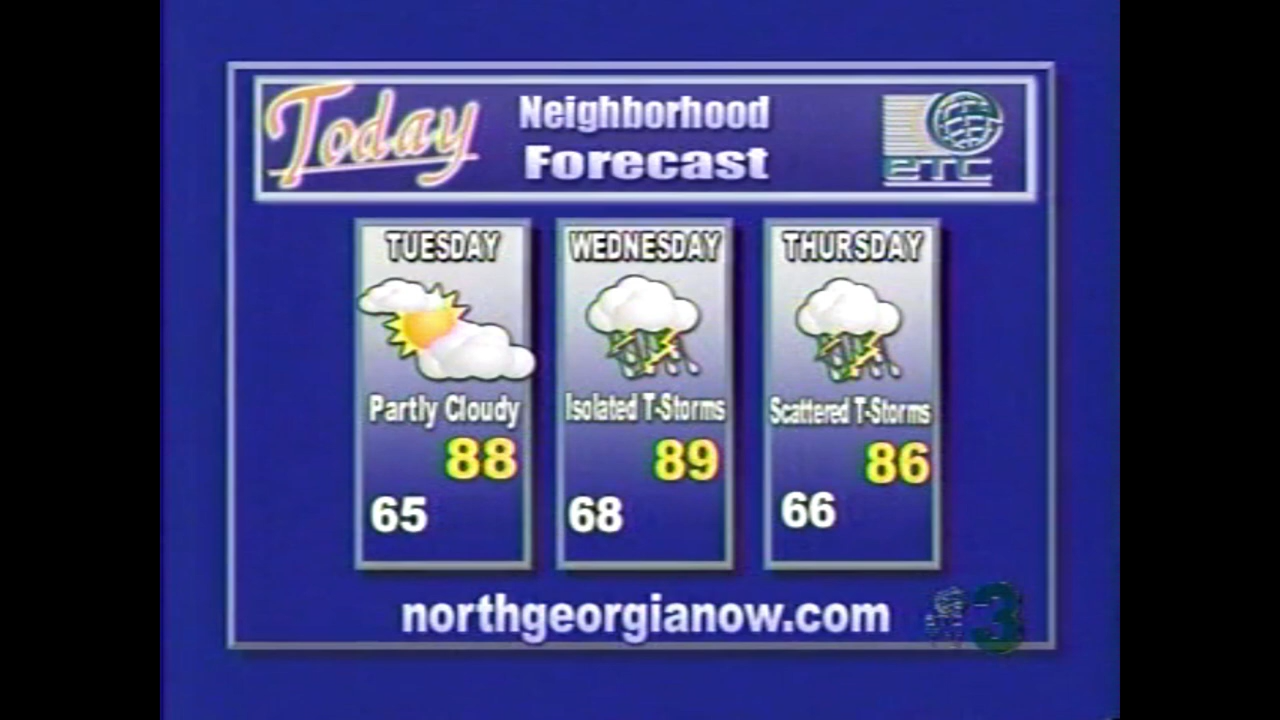 Today
Neighborhood
Forecast
ETC
TUESDAY
Partly Cloudy
88
65
WEDNESDAY
Isolated T-Storms
89
68
THURSDAY
Scattered T-Storms
86
66
northgeorgianow.com
3